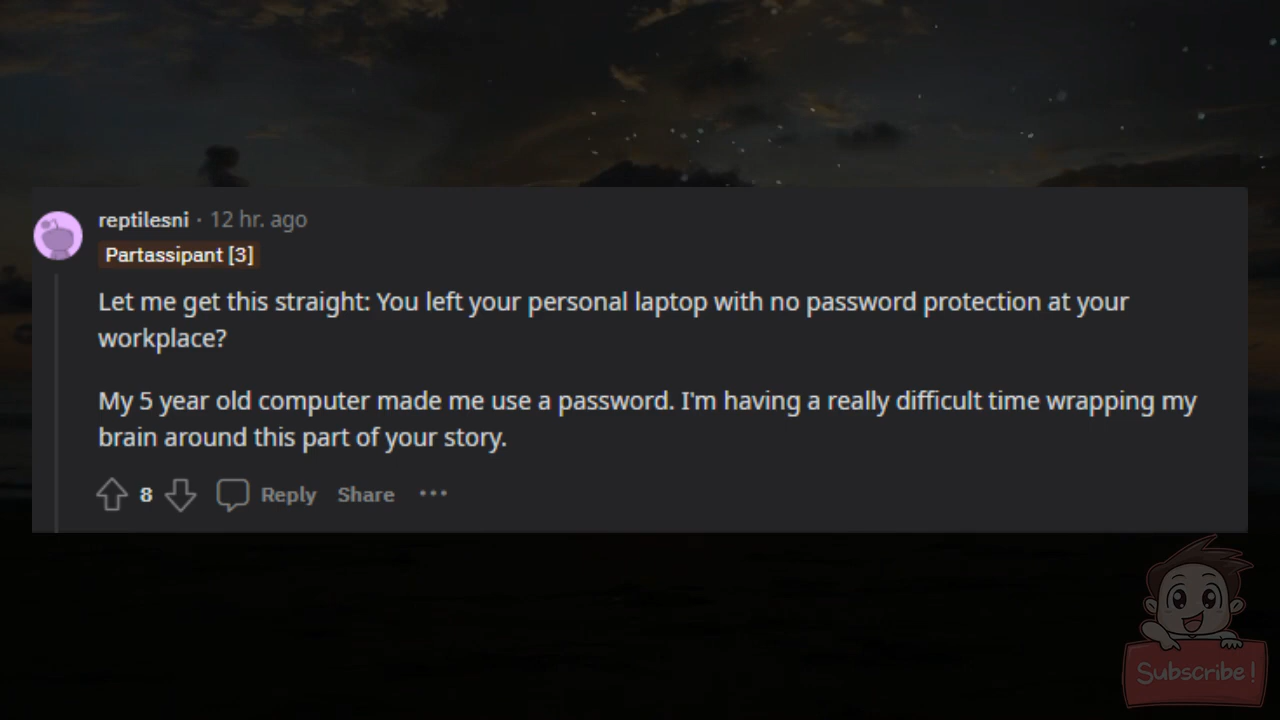 reptilesni · 12 hr. ago
Partassipant [3]
Let me get this straight: You left your personal laptop with no password protection at your
workplace?
My 5 year old computer made me use a password. I'm having a really difficult time wrapping my
brain around this part of your story.
8 Reply Share ···
Subscribe!